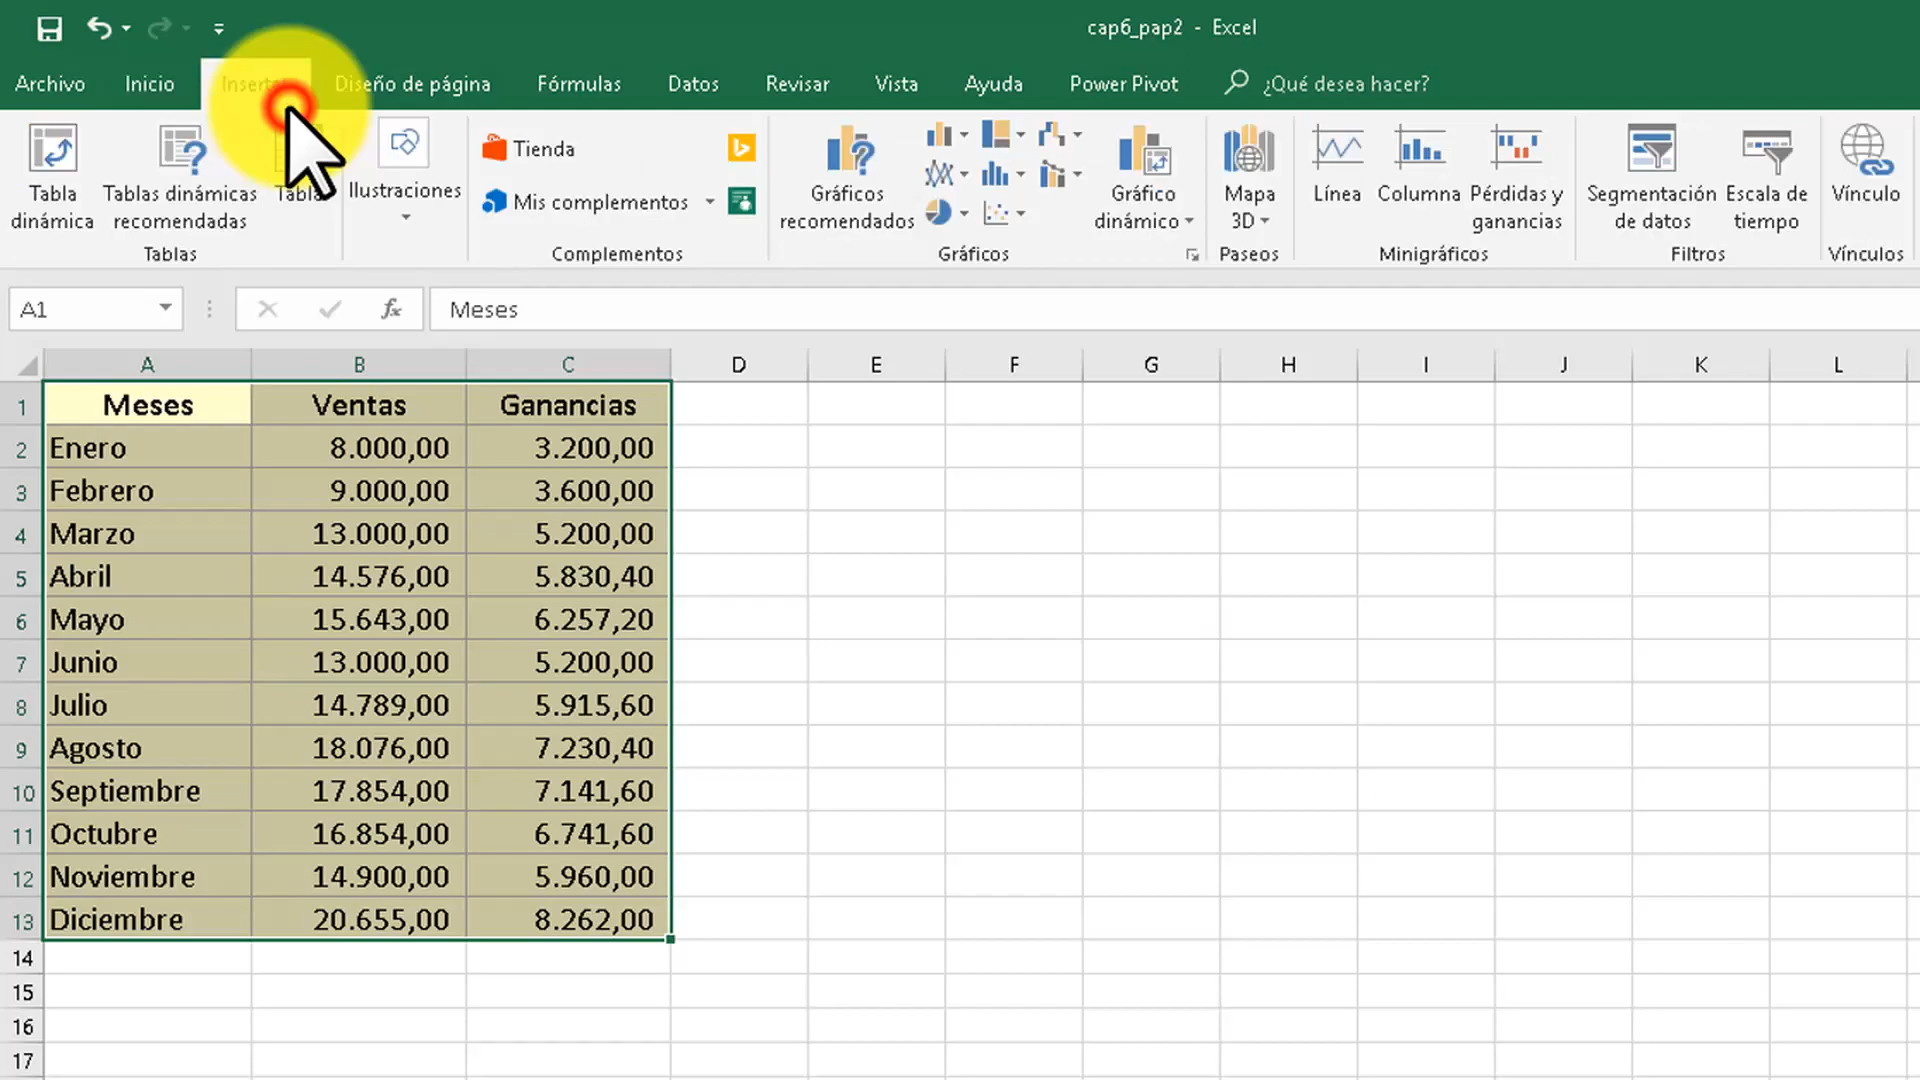 cap6_pap2 - Excel
Archivo Inicio Diseño de página Fórmulas Datos Revisar Vista Ayuda Power Pivot ¿Qué desea hacer?
Tabla dinámica
Tablas dinámicas recomendadas
Tabla
Ilustraciones
Tienda
Mis complementos
Gráficos recomendados
Gráfico dinámico
Mapa 3D
Línea
Columna
Pérdidas y ganancias
Segmentación de datos
Escala de tiempo
Vínculo
Tablas Complementos Gráficos Paseos Minigráficos Filtros Vínculos
A1 fx Meses
A B C D E F G H I J K L
1 Meses Ventas Ganancias
2 Enero 8.000,00 3.200,00
3 Febrero 9.000,00 3.600,00
4 Marzo 13.000,00 5.200,00
5 Abril 14.576,00 5.830,40
6 Mayo 15.643,00 6.257,20
7 Junio 13.000,00 5.200,00
8 Julio 14.789,00 5.915,60
9 Agosto 18.076,00 7.230,40
10 Septiembre 17.854,00 7.141,60
11 Octubre 16.854,00 6.741,60
12 Noviembre 14.900,00 5.960,00
13 Diciembre 20.655,00 8.262,00
14
15
16
17